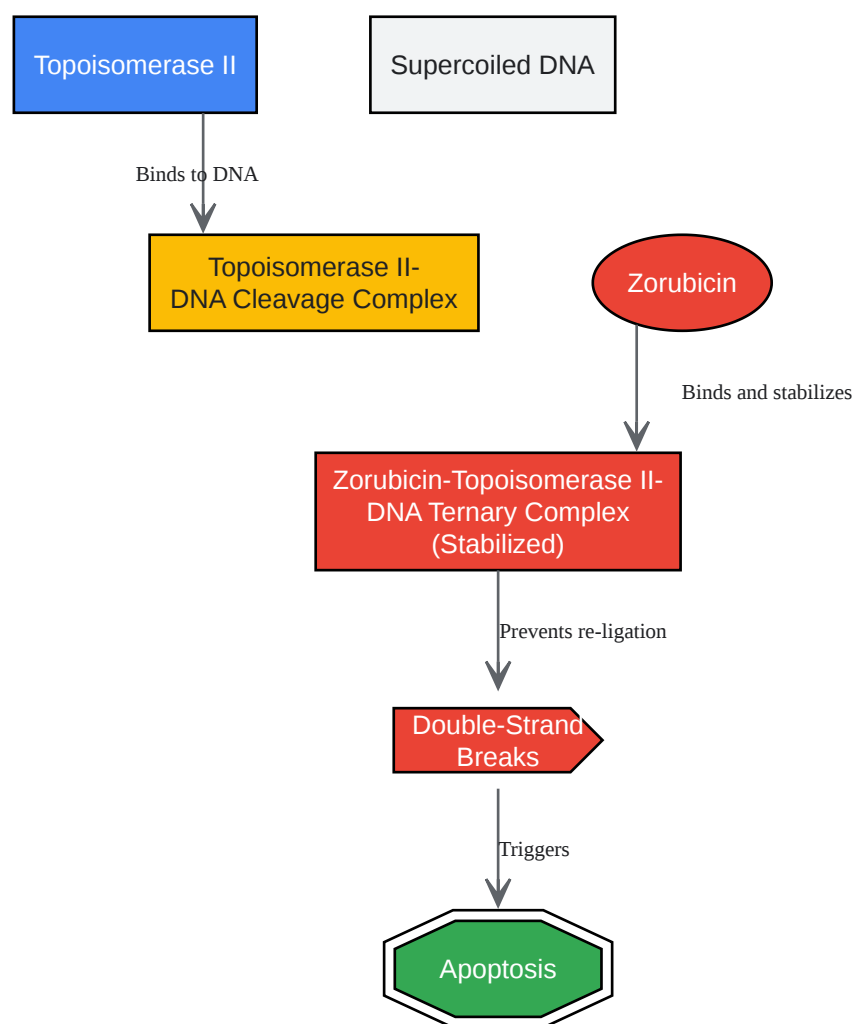 Topoisomerase II
Supercoiled DNA
Binds to DNA
Topoisomerase II-
DNA Cleavage Complex
Zorubicin
Binds and stabilizes
Zorubicin-Topoisomerase II-
DNA Ternary Complex
(Stabilized)
Prevents re-ligation
Double-Strand
Breaks
Triggers
Apoptosis